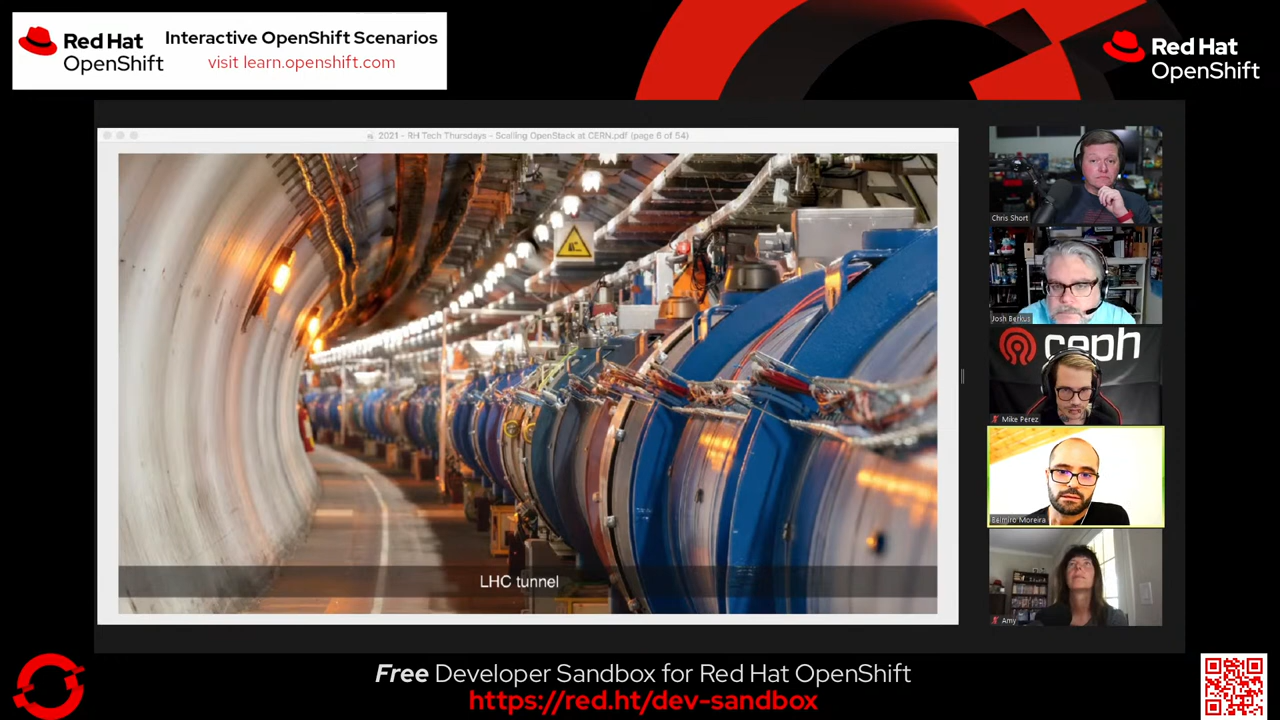 Red Hat
OpenShift
Interactive OpenShift Scenarios
visit learn.openshift.com
Red Hat
OpenShift
2021 - RH Tech Thursdays - Scaling OpenStack at CERN.pdf (page 6 of 54)
LHC tunnel
Chris Short
Josh Berkus
ceph
Mike Perez
Belmiro Moreira
Amy
Free Developer Sandbox for Red Hat OpenShift
https://red.ht/dev-sandbox